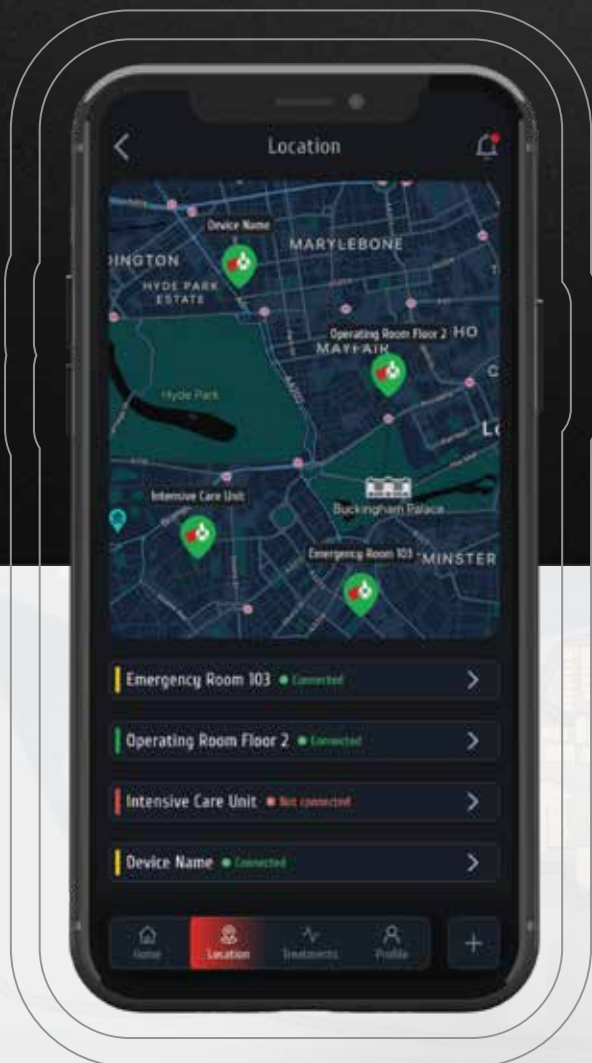 Location
Device Name
MARYLEBONE
DINGTON
HYDE PARK
ESTATE
Operating Room Floor 2
HO
MAYFAIR
Hyde Park
Intensive Care Unit
Buckingham Palace
Emergency Room 103
MINSTER
Emergency Room 103 Connected
Operating Room Floor 2 Connected
Intensive Care Unit Not connected
Device Name Connected
Home Location Treatments Profile